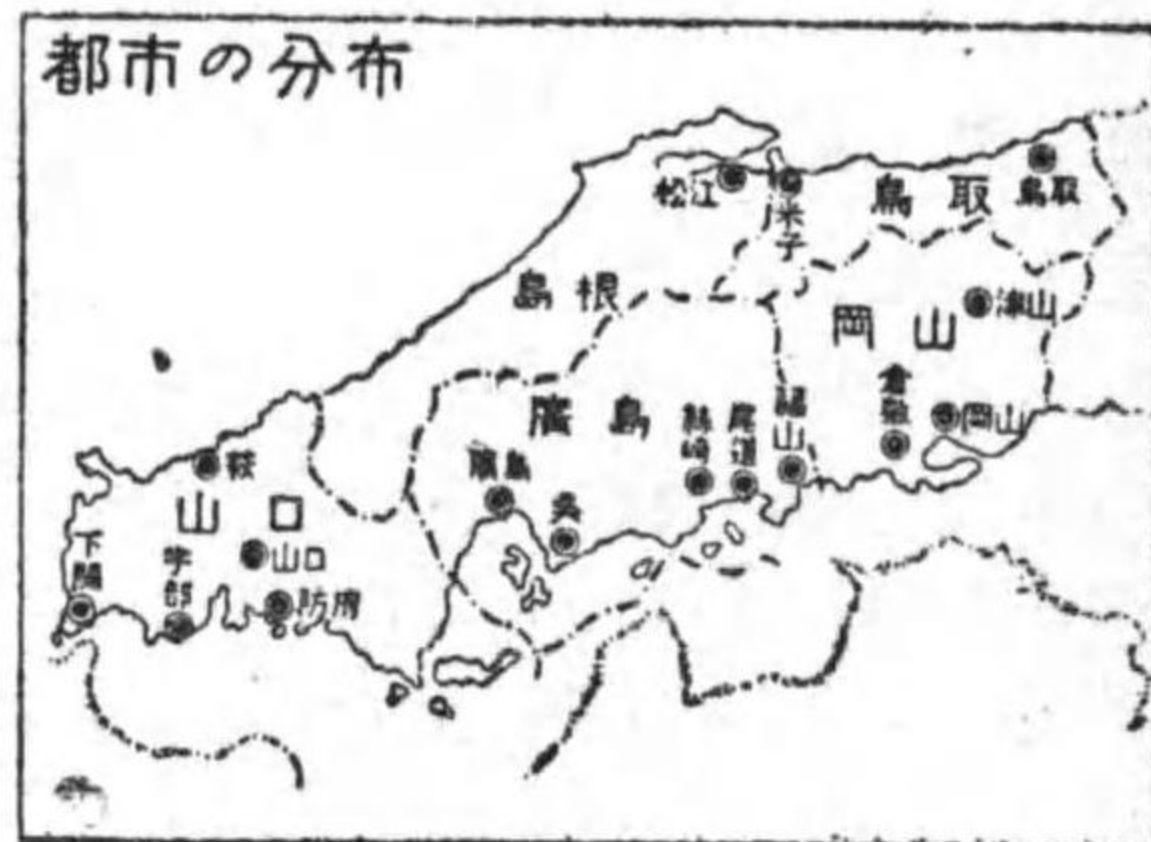 都市の分布
松江
米子
鳥取
鳥取
島根
岡山
津山
倉敷
岡山
廣島
絲崎
尾道
福山
廣島
呉
萩
山口
山口
下關
宇部
防府